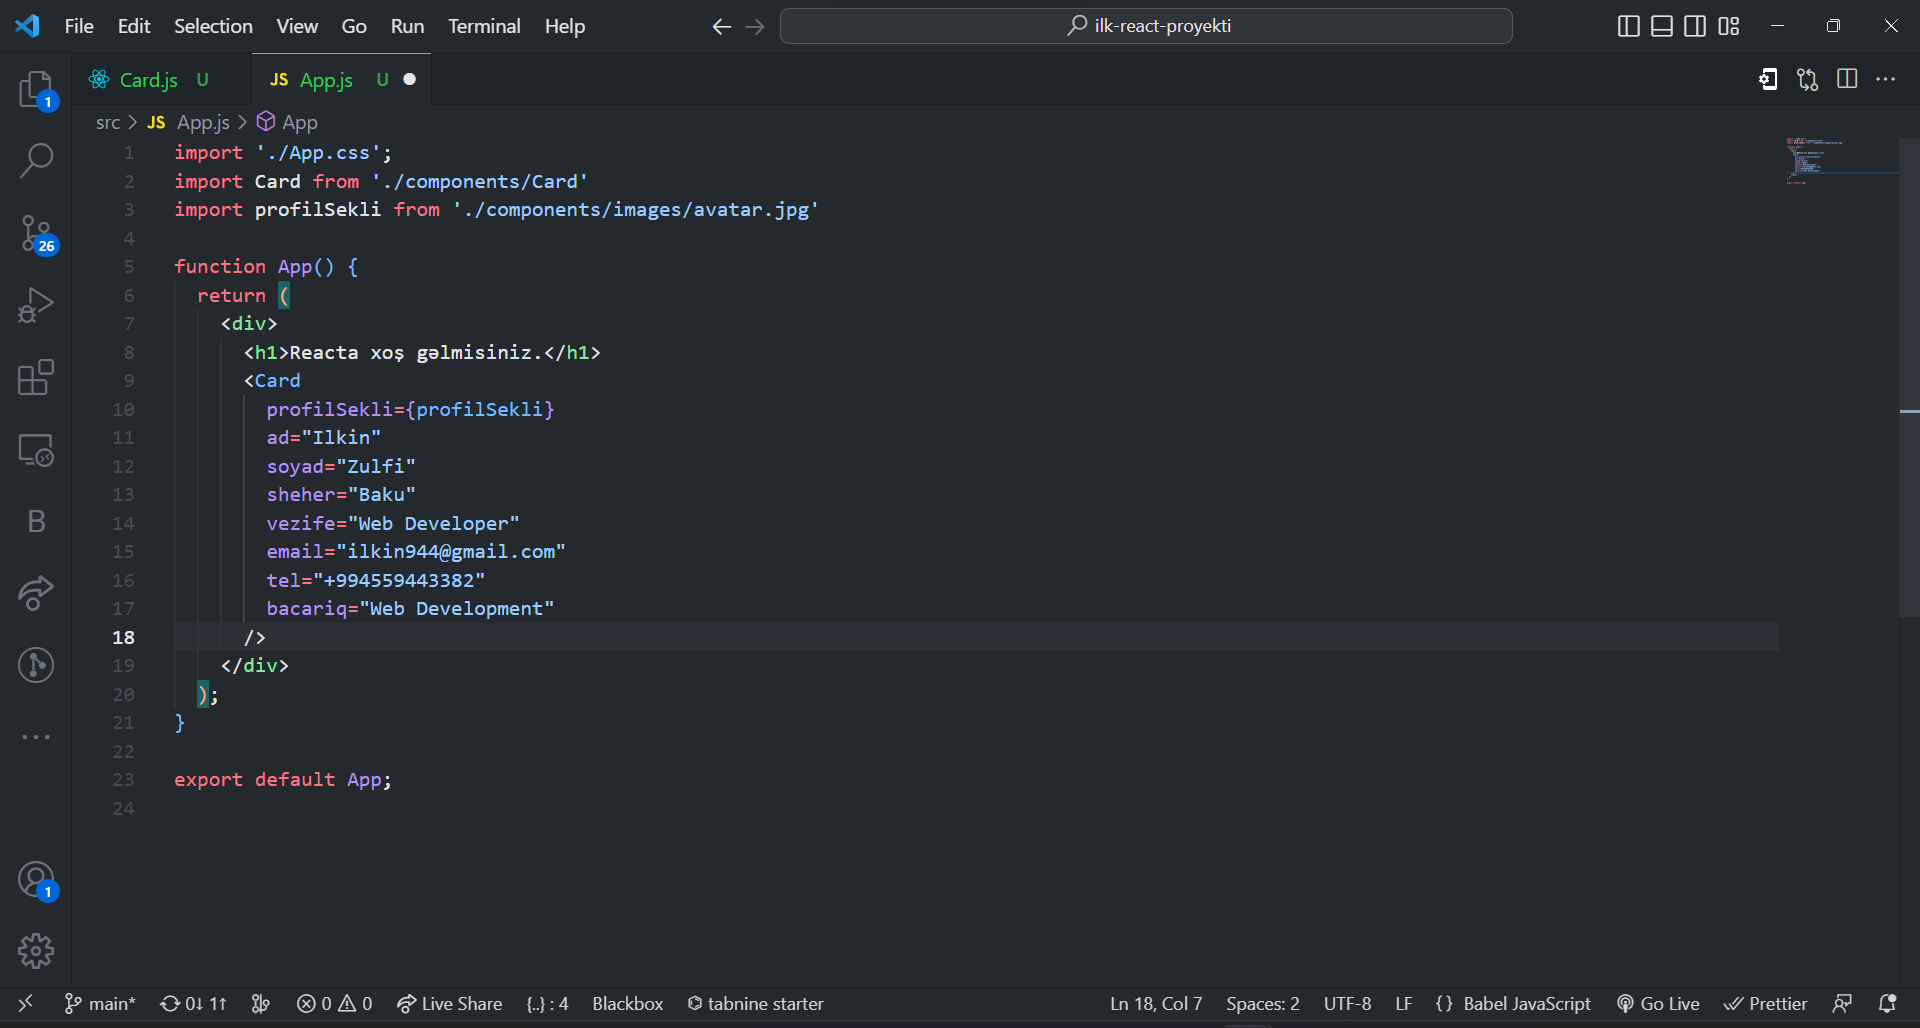 File Edit Selection View Go Run Terminal Help
ilk-react-proyekti
Card.js U
JS App.js U
src > JS App.js > App
1 import './App.css';
2 import Card from './components/Card'
3 import profilSekli from './components/images/avatar.jpg'
4
5 function App() {
6 return (
7 <div>
8 <h1>Reacta xoş gəlmisiniz.</h1>
9 <Card
10 profilSekli={profilSekli}
11 ad="Ilkin"
12 soyad="Zulfi"
13 sheher="Baku"
14 vezife="Web Developer"
15 email="ilkin944@gmail.com"
16 tel="+994559443382"
17 bacariq="Web Development"
18 />
19 </div>
20 );
21 }
22
23 export default App;
24
1
26
B
1
main* 0↓ 1↑ 0 0 Live Share {..} : 4 Blackbox tabnine starter Ln 18, Col 7 Spaces: 2 UTF-8 LF {} Babel JavaScript Go Live Prettier